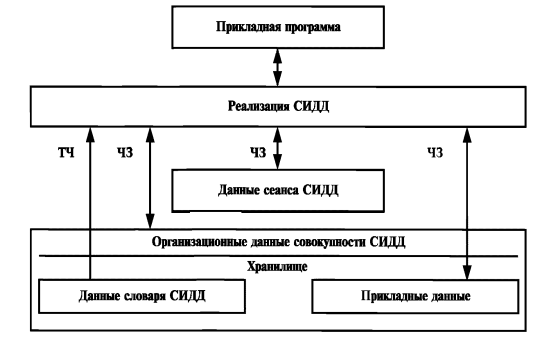 Прикладная программа
Реализация СИДД
ТЧ ЧЗ ЧЗ ЧЗ
Данные сеанса СИДД
Организационные данные совокупности СИДД
Хранилище
Данные словаря СИДД Прикладные данные